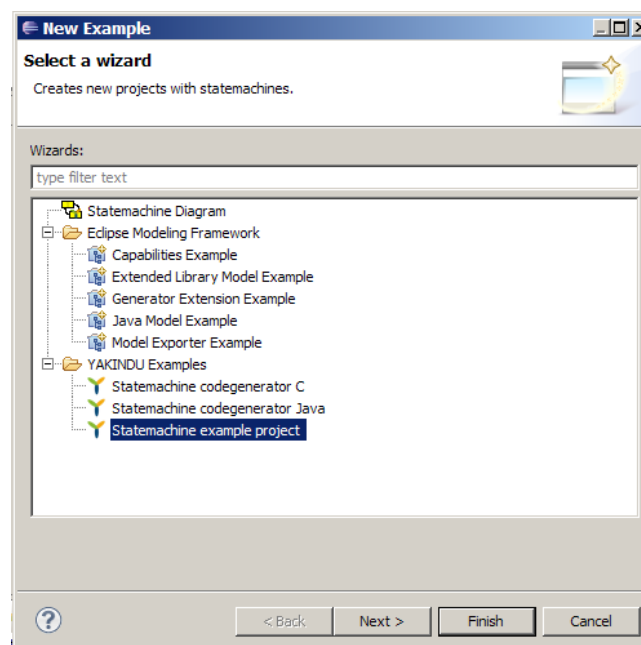 New Example
Select a wizard
Creates new projects with statemachines.
Wizards:
type filter text
Statemachine Diagram
Eclipse Modeling Framework
Capabilities Example
Extended Library Model Example
Generator Extension Example
Java Model Example
Model Exporter Example
YAKINDU Examples
Statemachine codegenerator C
Statemachine codegenerator Java
Statemachine example project
< Back Next > Finish Cancel